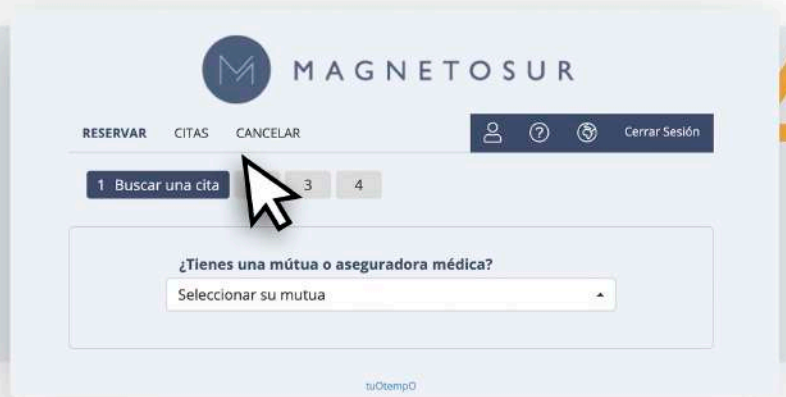 MAGNETOSUR
RESERVAR CITAS CANCELAR Cerrar Sesión
1 Buscar una cita 3 4
¿Tienes una mútua o aseguradora médica?
Seleccionar su mutua
tuOtempO